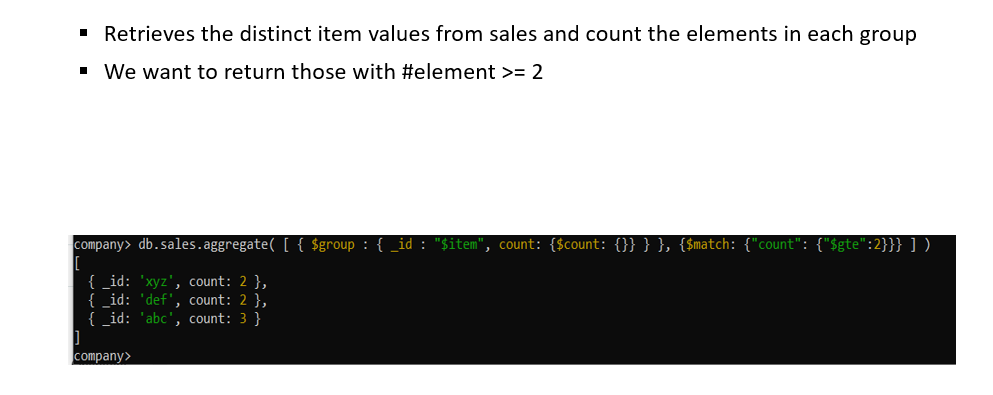 ▪ Retrieves the distinct item values from sales and count the elements in each group
▪ We want to return those with #element >= 2
company> db.sales.aggregate( [ { $group : { _id : "$item", count: {$count: {}} } }, {$match: {"count": {"$gte":2}}} ] )
[
{ _id: 'xyz', count: 2 },
{ _id: 'def', count: 2 },
{ _id: 'abc', count: 3 }
]
company>